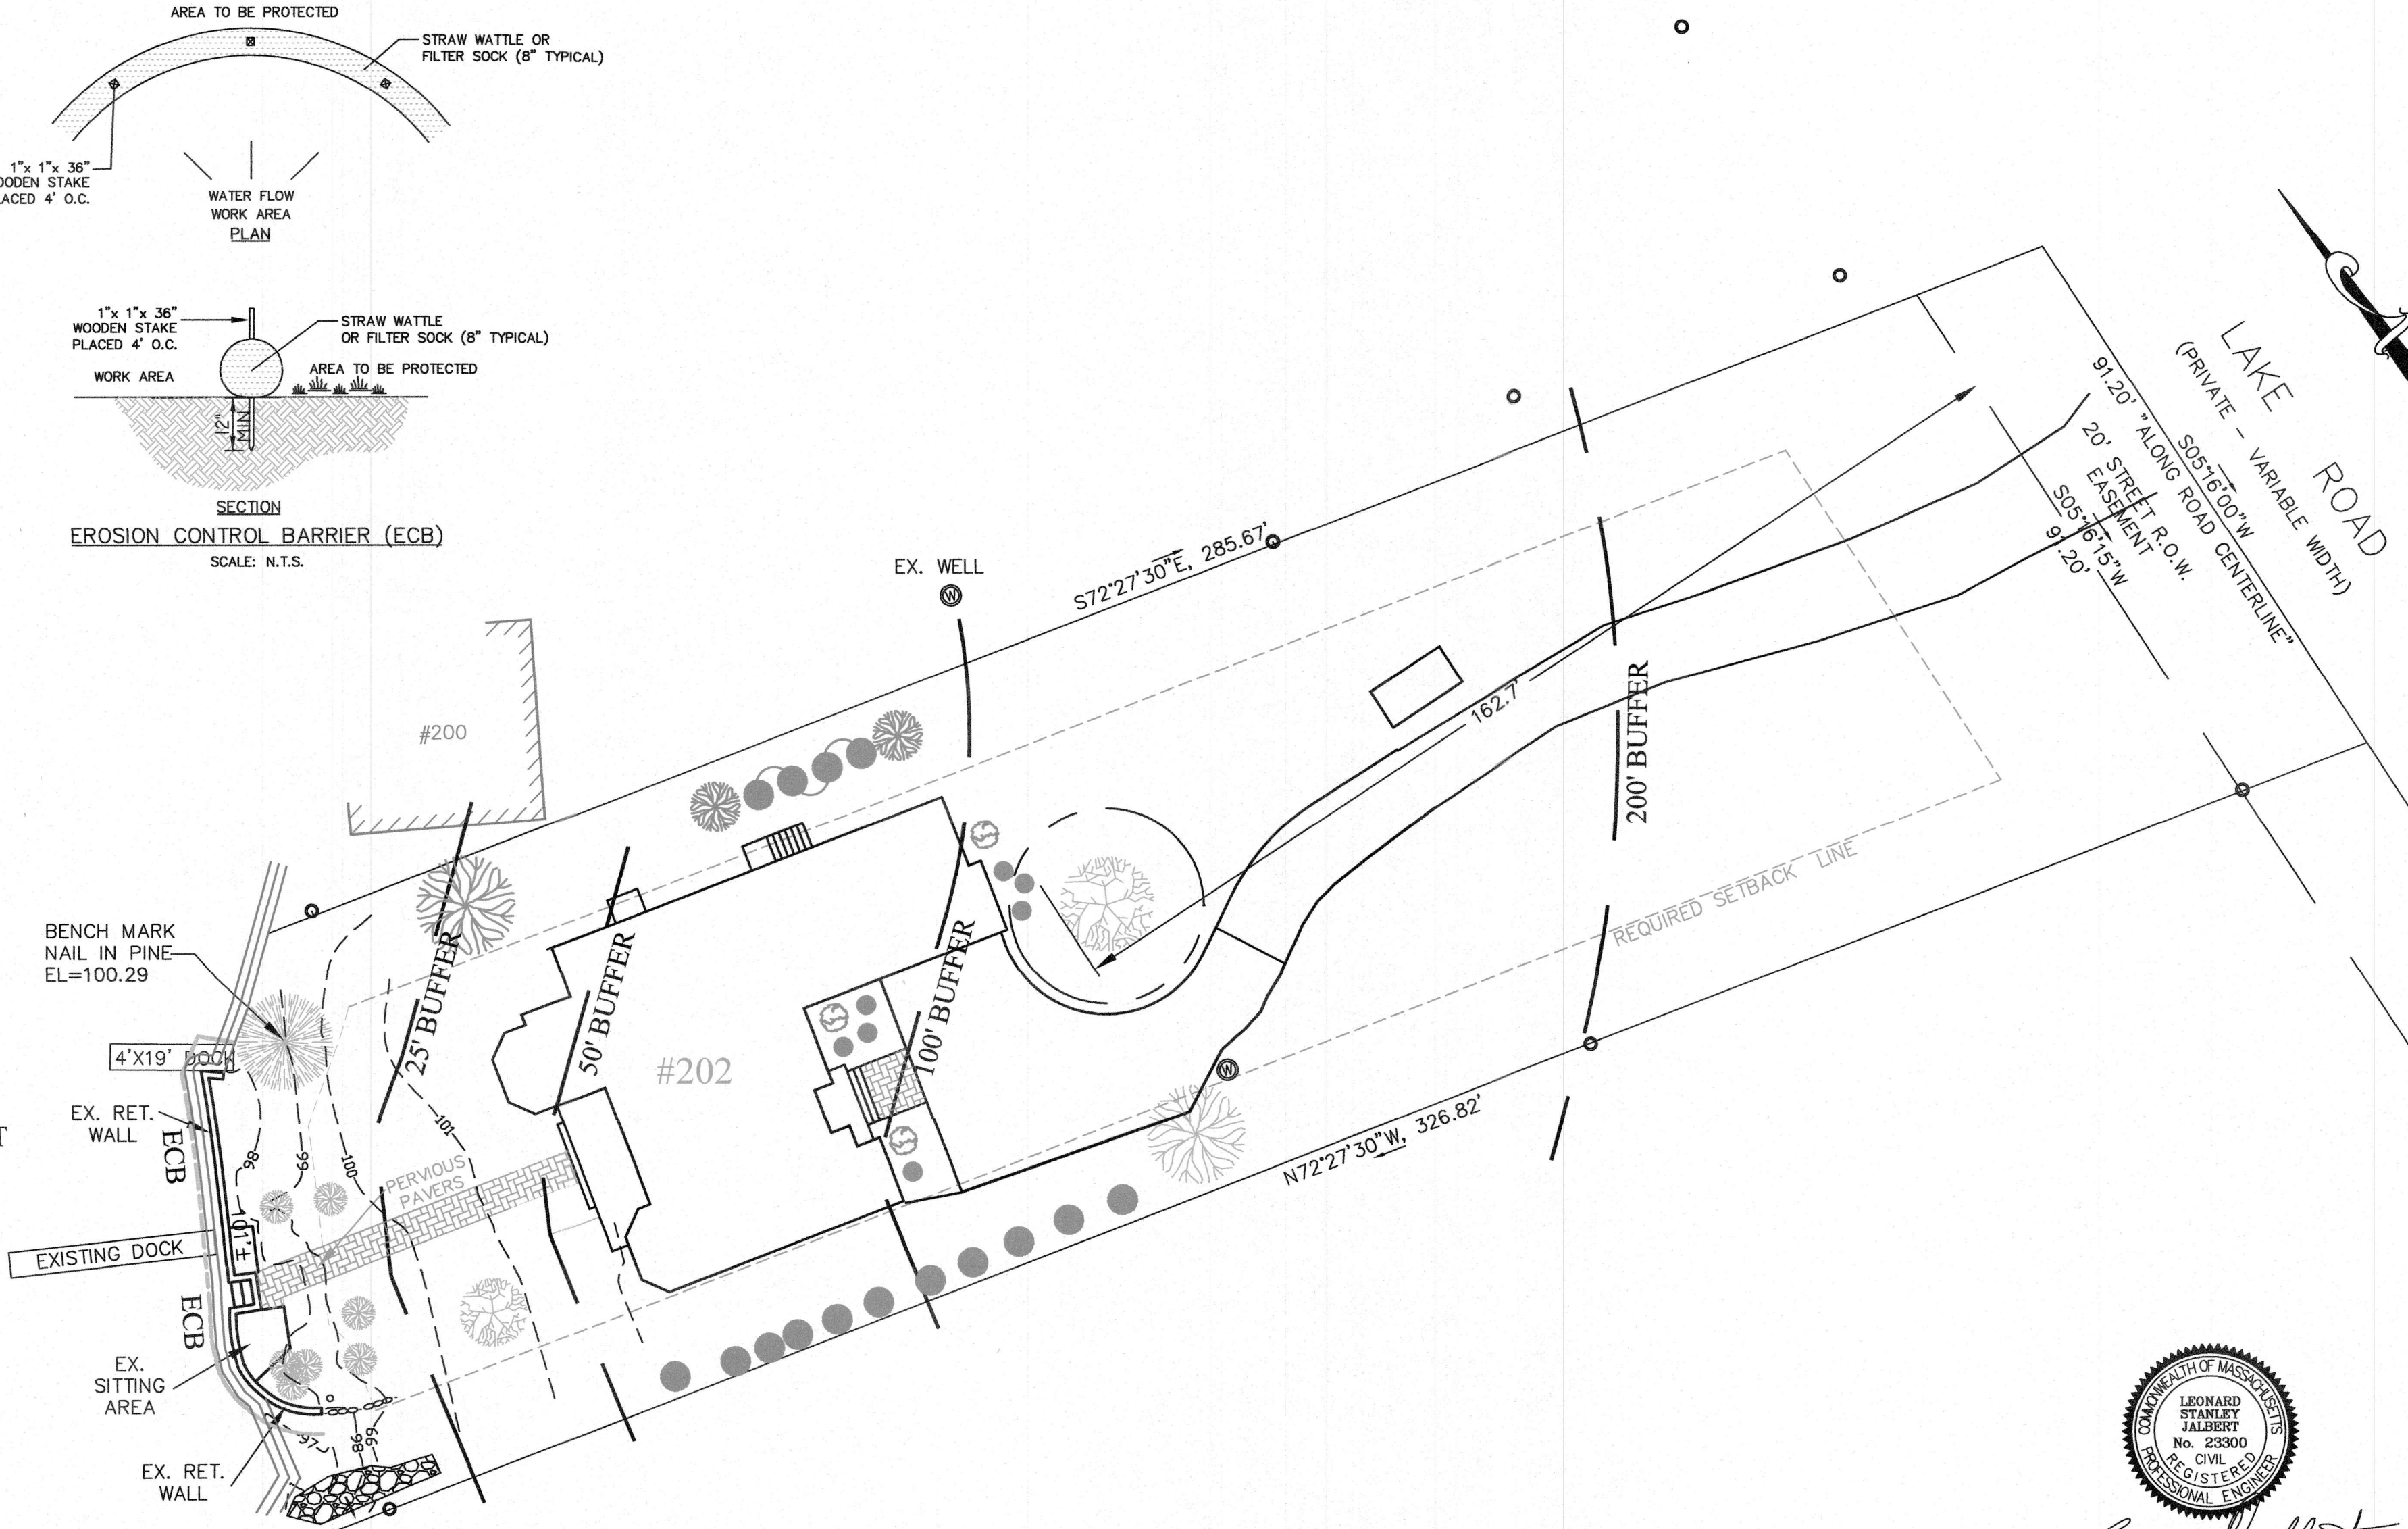 AREA TO BE PROTECTED
STRAW WATTLE OR
FILTER SOCK (8" TYPICAL)
1"x 1"x 36"
WOODEN STAKE
PLACED 4' O.C.
WATER FLOW
WORK AREA
PLAN
1"x 1"x 36"
WOODEN STAKE
PLACED 4' O.C.
STRAW WATTLE
OR FILTER SOCK (8" TYPICAL)
WORK AREA
AREA TO BE PROTECTED
12"
MIN
SECTION
EROSION CONTROL BARRIER (ECB)
SCALE: N.T.S.
EX. WELL
W
S72°27'30"E, 285.67'
LAKE ROAD
(PRIVATE - VARIABLE WIDTH)
S05°16'00"W
91.20' "ALONG ROAD CENTERLINE"
20' STREET R.O.W.
EASEMENT
S05°16'15"W
91.20'
#200
162.7'
200' BUFFER
REQUIRED SETBACK LINE
BENCH MARK
NAIL IN PINE
EL=100.29
25' BUFFER
50' BUFFER
100' BUFFER
#202
4'X19' DOCK
EX. RET.
WALL
ECB
98
99
100
101
PERVIOUS
PAVERS
W
N72°27'30"W, 326.82'
EXISTING DOCK
10.1'±
ECB
EX.
SITTING
AREA
97
98
99
EX. RET.
WALL
COMMONWEALTH OF MASSACHUSETTS
LEONARD
STANLEY
JALBERT
No. 23300
CIVIL
REGISTERED
PROFESSIONAL ENGINEER